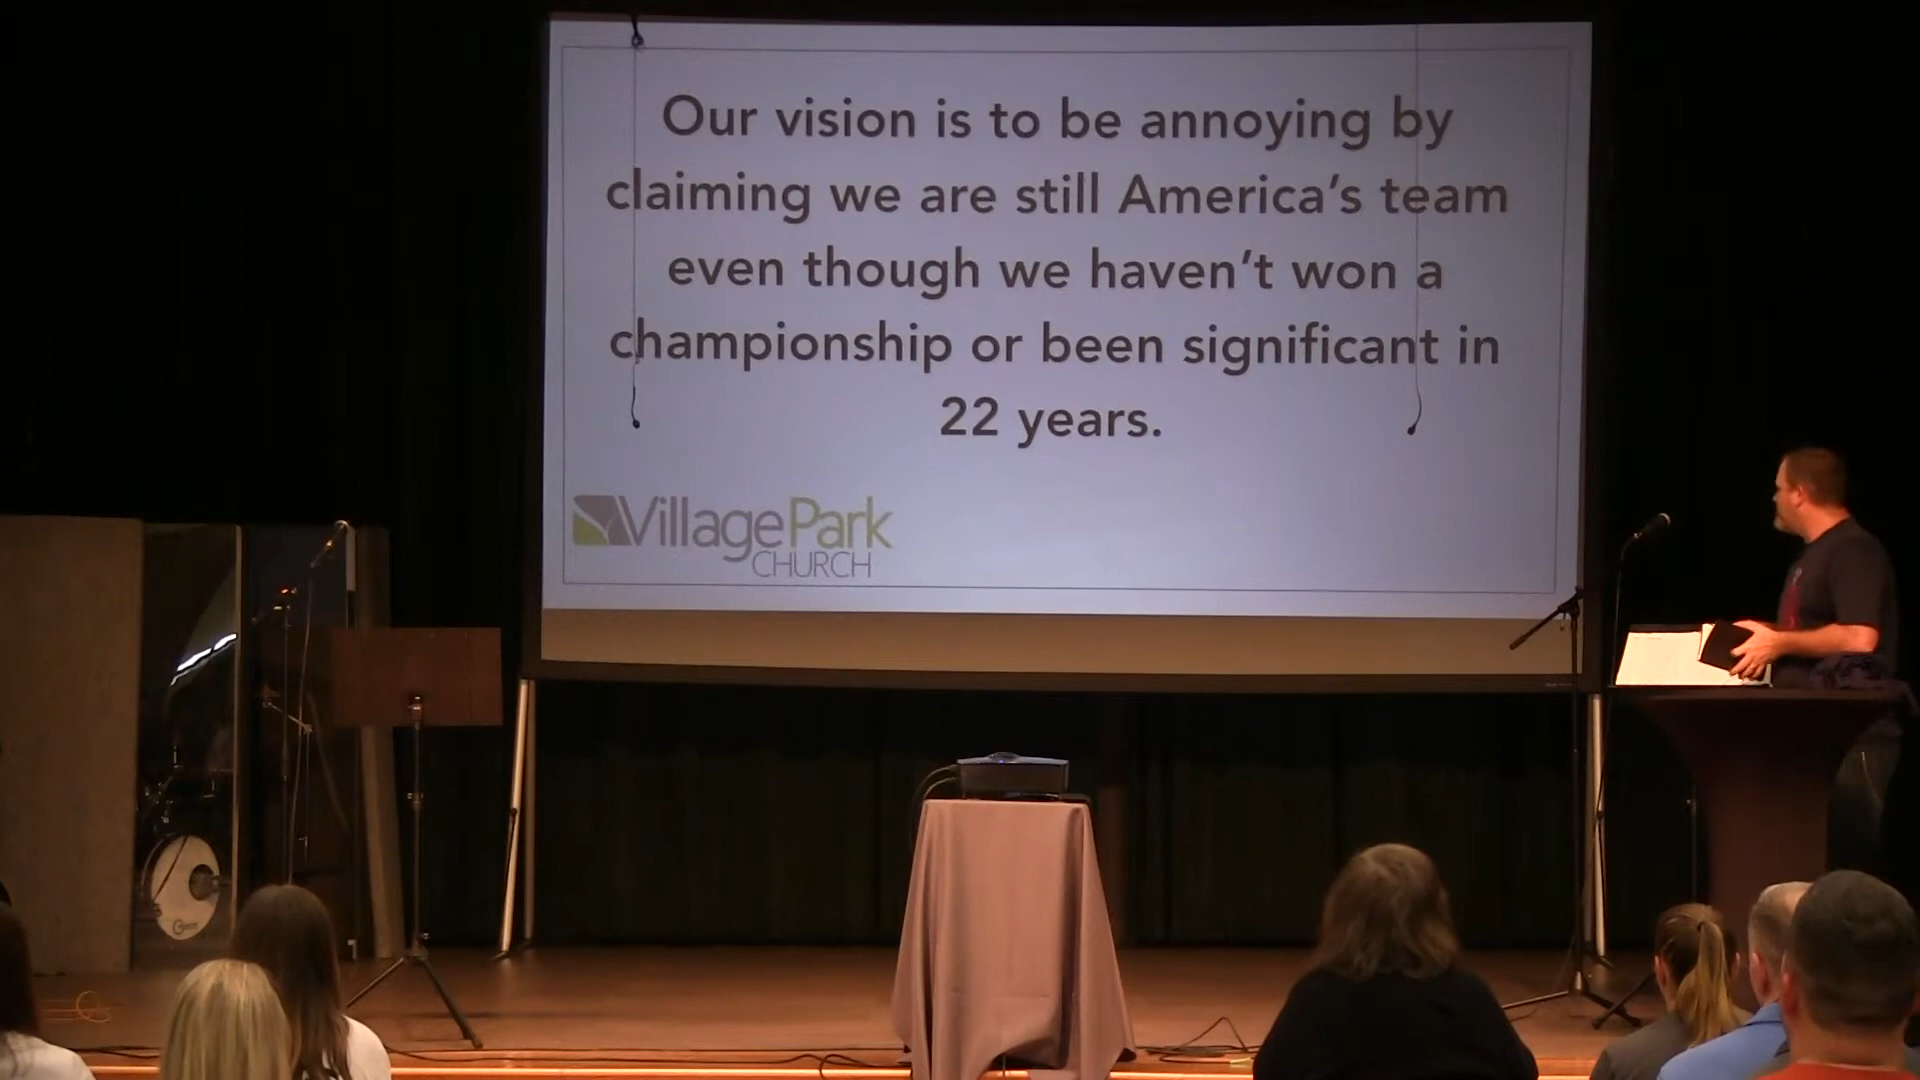 Our vision is to be annoying by
claiming we are still America's team
even though we haven't won a
championship or been significant in
22 years.
VillagePark
CHURCH